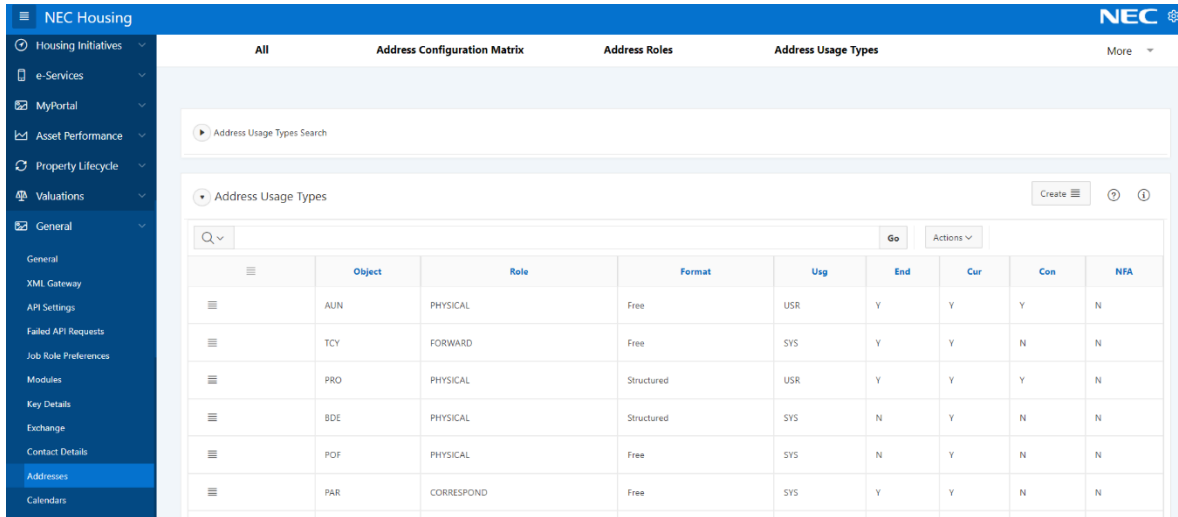 NEC Housing
NEC
Housing Initiatives
e-Services
MyPortal
Asset Performance
Property Lifecycle
Valuations
General
General
XML Gateway
API Settings
Failed API Requests
Job Role Preferences
Modules
Key Details
Exchange
Contact Details
Addresses
Calendars
All Address Configuration Matrix Address Roles Address Usage Types More
Address Usage Types Search
Address Usage Types Create
Go Actions
Object Role Format Usg End Cur Con NFA
AUN PHYSICAL Free USR Y Y Y N
TCY FORWARD Free SYS Y Y N N
PRO PHYSICAL Structured USR Y Y Y N
BDE PHYSICAL Structured SYS N Y N N
POF PHYSICAL Free SYS N Y N N
PAR CORRESPOND Free SYS Y Y N N